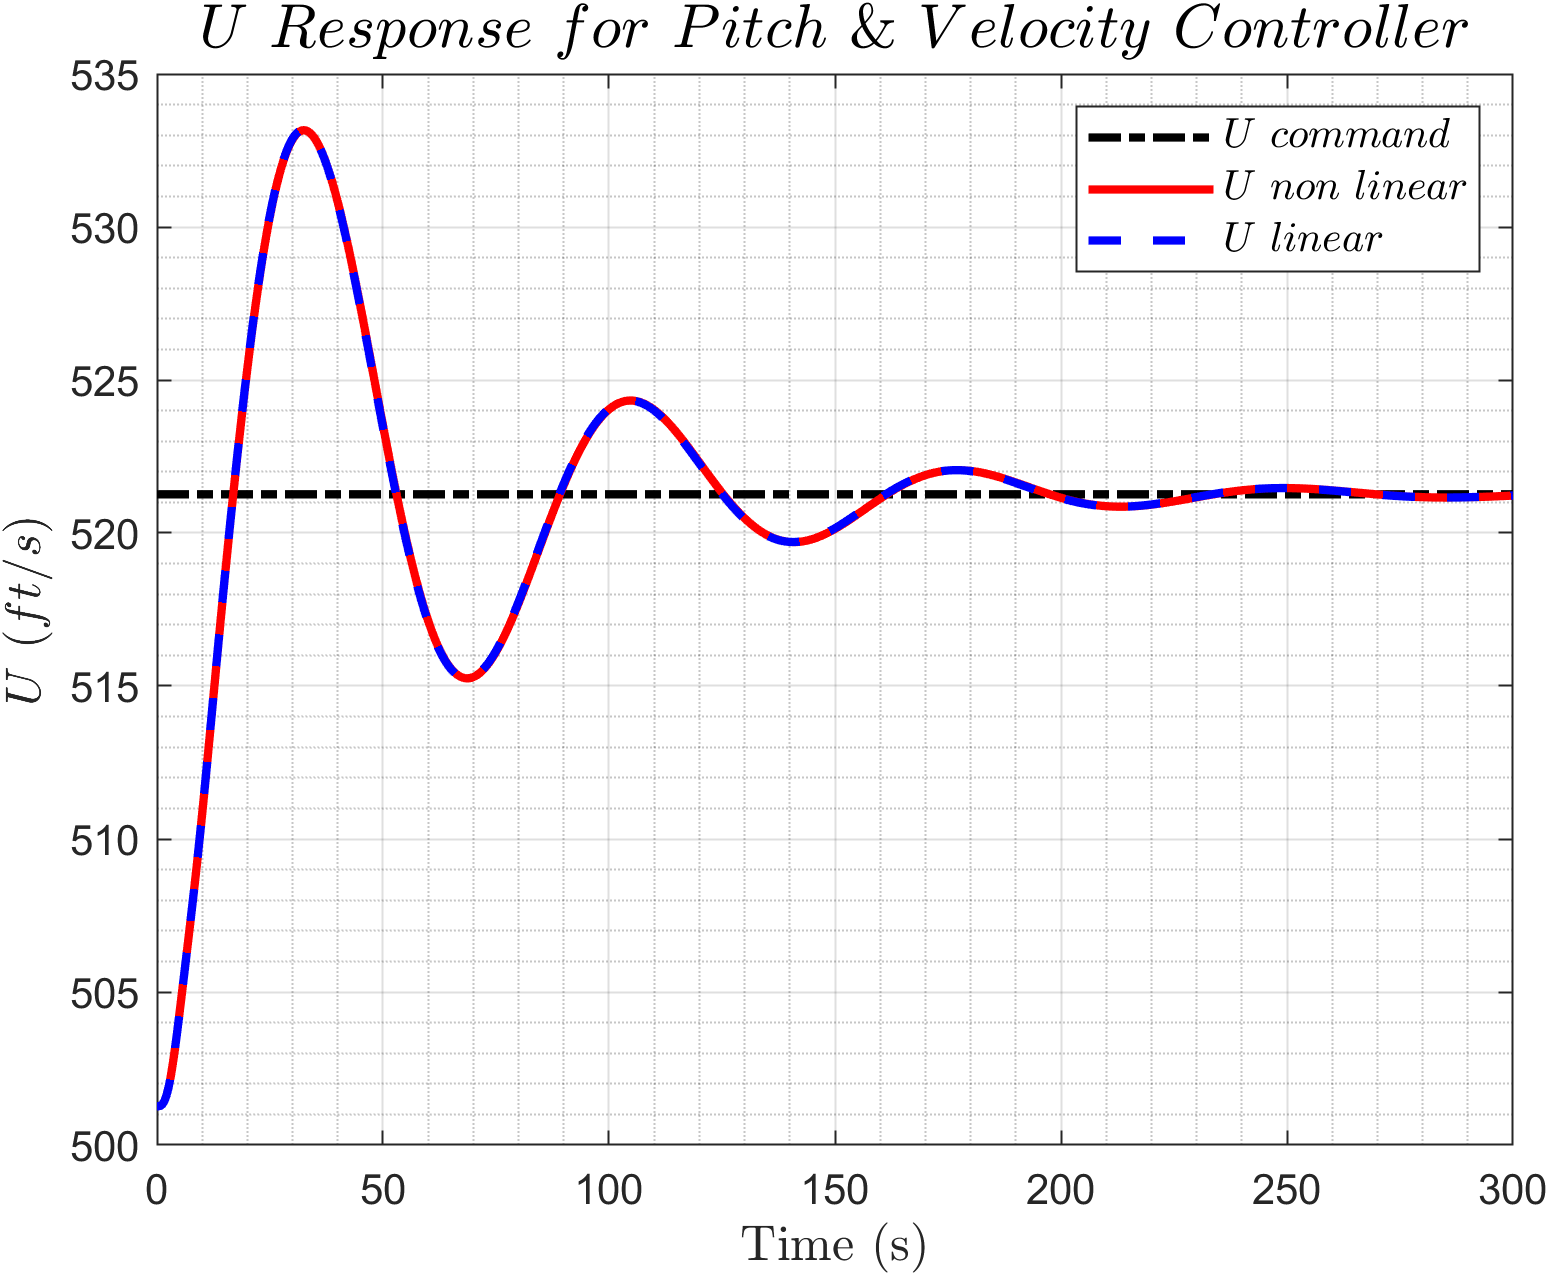 U Response for Pitch & Velocity Controller
535
530
525
520
515
510
505
500
U (ft/s)
U command
U non linear
U linear
0 50 100 150 200 250 300
Time (s)